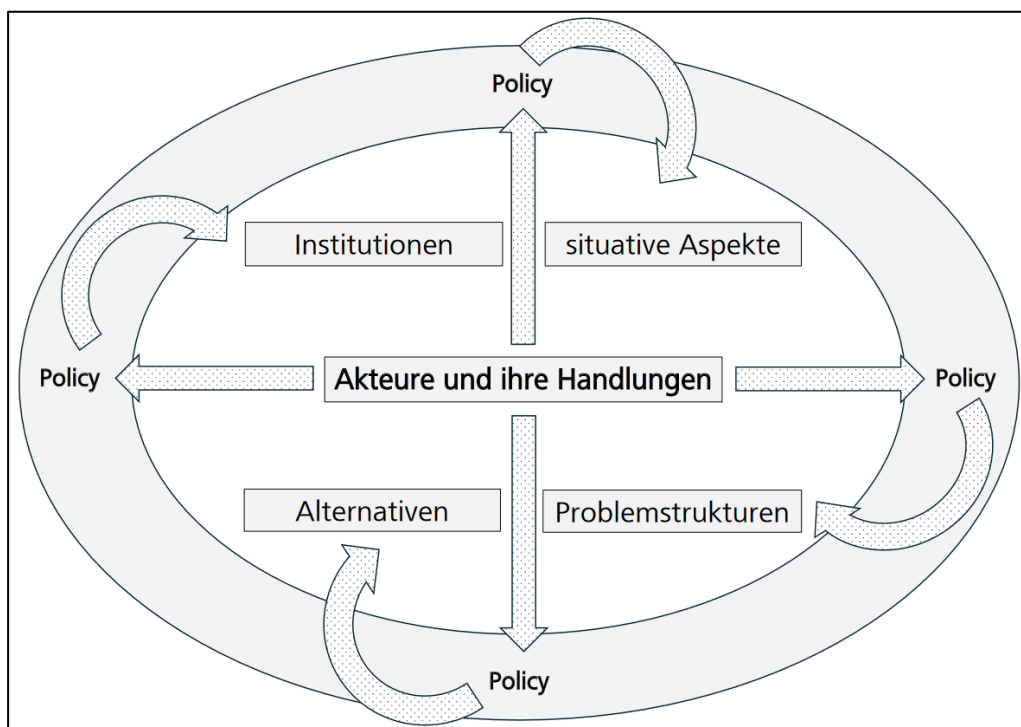 Policy
Institutionen
situative Aspekte
Policy
Akteure und ihre Handlungen
Policy
Alternativen
Problemstrukturen
Policy